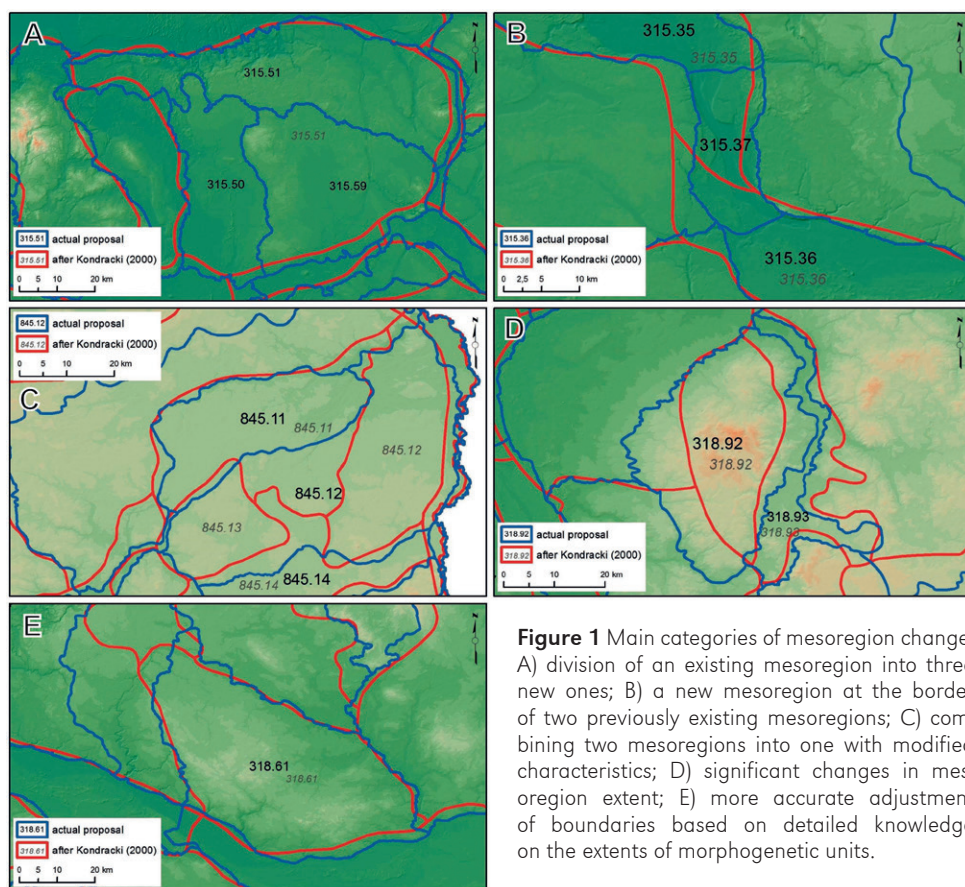 A
315.51
315.51
315.50
315.59
315.51 actual proposal
315.51 after Kondracki (2000)
0 5 10 20 km
N
B
315.35
315.35
315.37
315.36
315.36
315.36 actual proposal
315.36 after Kondracki (2000)
0 2,5 5 10 km
N
845.12 actual proposal
845.12 after Kondracki (2000)
0 5 10 20 km
N
C
845.11
845.11
845.12
845.12
845.13
845.14
845.14
D
318.92
318.92
318.93
318.93
318.92 actual proposal
318.92 after Kondracki (2000)
0 5 10 20 km
N
E
318.61
318.61
318.61 actual proposal
318.61 after Kondracki (2000)
0 5 10 20 km
N
Figure 1 Main categories of mesoregion change
A) division of an existing mesoregion into three
new ones; B) a new mesoregion at the borde
of two previously existing mesoregions; C) com
bining two mesoregions into one with modified
characteristics; D) significant changes in mes
oregion extent; E) more accurate adjustmen
of boundaries based on detailed knowledg
on the extents of morphogenetic units.